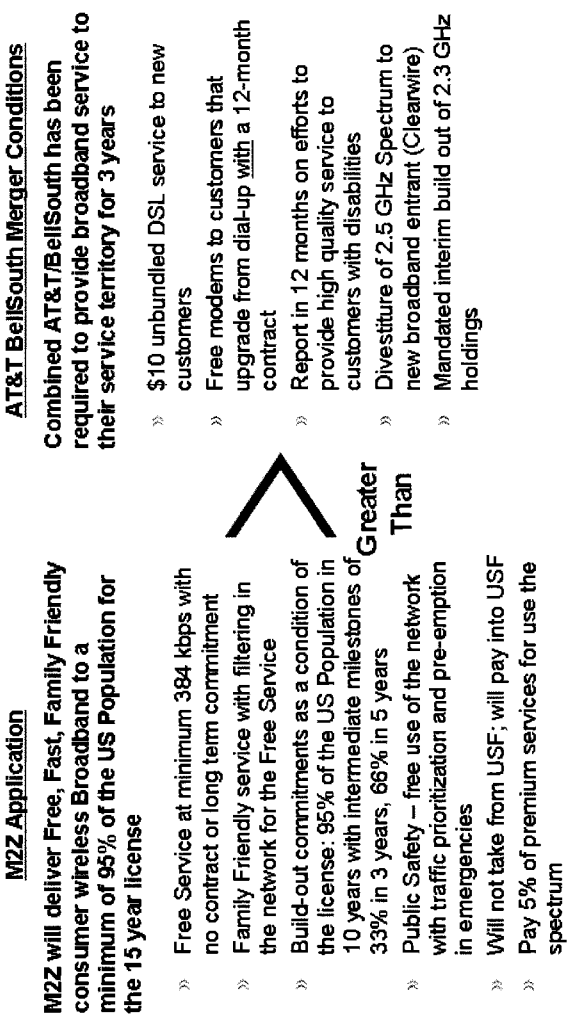 M2Z Application
M2Z will deliver Free, Fast, Family Friendly
consumer wireless Broadband to a
minimum of 95% of the US Population for
the 15 year license
» Free Service at minimum 384 kbps with
no contract or long term commitment
» Family Friendly service with filtering in
the network for the Free Service
» Build-out commitments as a condition of
the license: 95% of the US Population in
10 years with intermediate milestones of
33% in 3 years, 66% in 5 years
» Public Safety – free use of the network
with traffic prioritization and pre-emption
in emergencies
» Will not take from USF; will pay into USF
» Pay 5% of premium services for use the
spectrum
Greater
Than
AT&T BellSouth Merger Conditions
Combined AT&T/BellSouth has been
required to provide broadband service to
their service territory for 3 years
» $10 unbundled DSL service to new
customers
» Free modems to customers that
upgrade from dial-up with a 12-month
contract
» Report in 12 months on efforts to
provide high quality service to
customers with disabilities
» Divestiture of 2.5 GHz Spectrum to
new broadband entrant (Clearwire)
» Mandated interim build out of 2.3 GHz
holdings